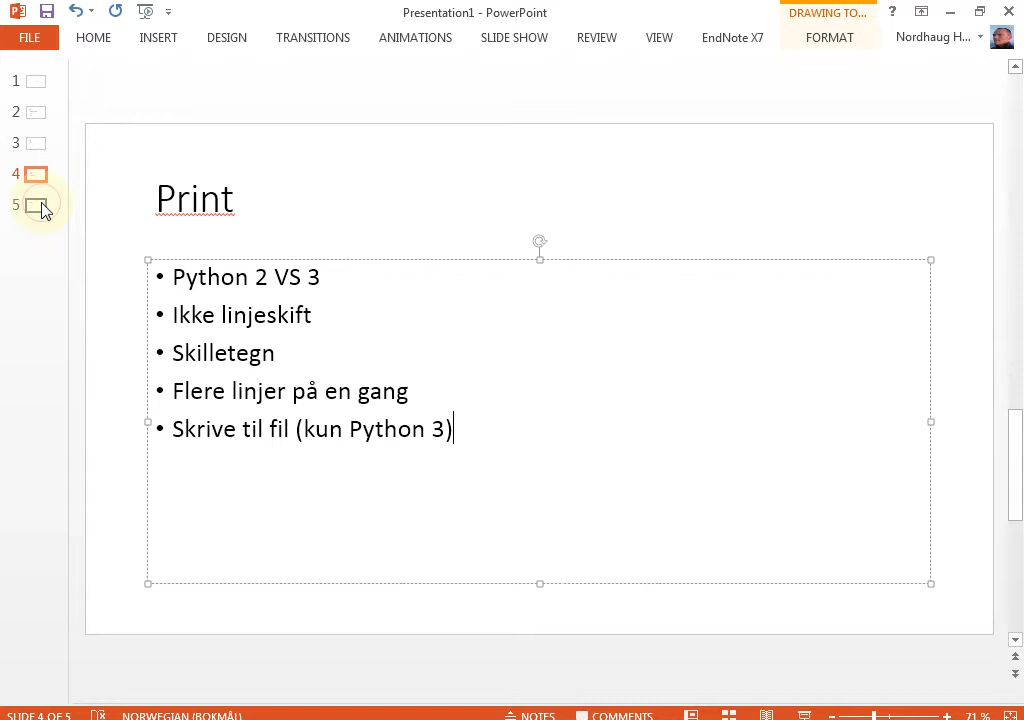 Presentation1 - PowerPoint
DRAWING TO...
?
FILE
HOME
INSERT
DESIGN
TRANSITIONS
ANIMATIONS
SLIDE SHOW
REVIEW
VIEW
EndNote X7
FORMAT
Nordhaug H...
1
2
3
4
5
Print
• Python 2 VS 3
• Ikke linjeskift
• Skilletegn
• Flere linjer på en gang
• Skrive til fil (kun Python 3)
SLIDE 4 OF 5
NORWEGIAN (BOKMÅL)
NOTES
COMMENTS
71 %